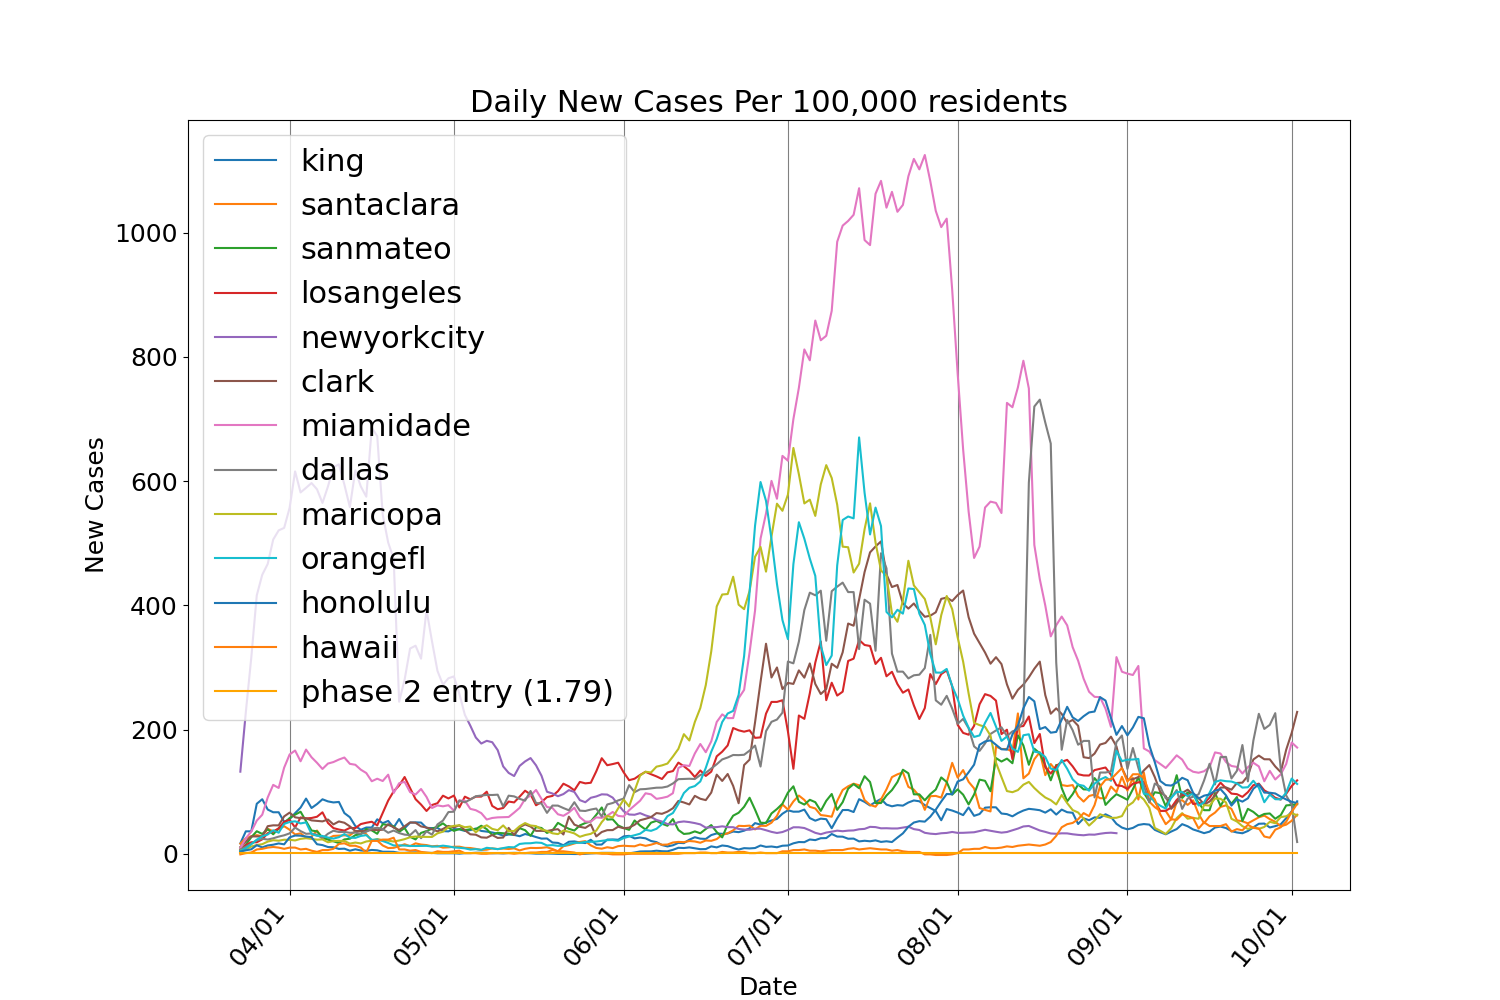 Daily New Cases Per 100,000 residents
king
santaclara
sanmateo
losangeles
newyorkcity
clark
miamidade
dallas
maricopa
orangefl
honolulu
hawaii
phase 2 entry (1.79)
New Cases
1000
800
600
400
200
0
04/01
05/01
06/01
07/01
08/01
09/01
10/01
Date